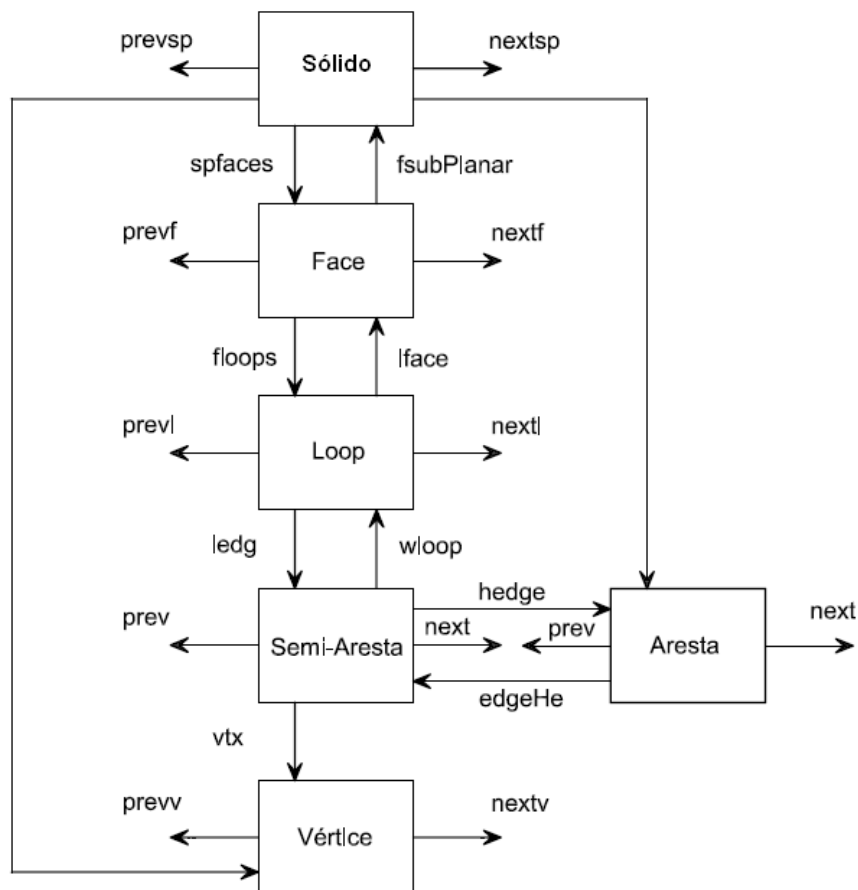 prevsp
Sólido
nextsp
spfaces
fsubPlanar
prevf
Face
nextf
floops
lface
prevl
Loop
nextl
ledg
wloop
prev
Semi-Aresta
next
hedge
prev
Aresta
next
edgeHe
vtx
prevv
Vértice
nextv